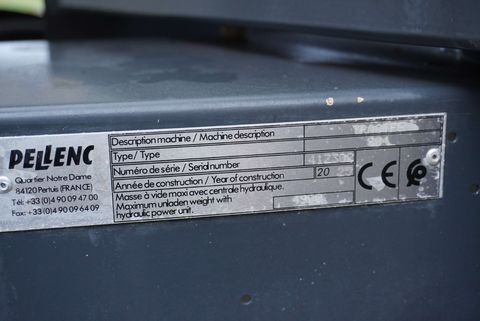 PELLENC
Quartier Notre Dame
84120 Pertuis (FRANCE)
Tél: +33 (0)4 90 09 47 00
Fax: +33 (0)4 90 09 64 09
Description machine / Machine description
Type / Type
Numéro de série / Serial number
Année de construction / Year of construction 20
Masse à vide maxi avec centrale hydraulique.
Maximum unladen weight with
hydraulic power unit.
CE